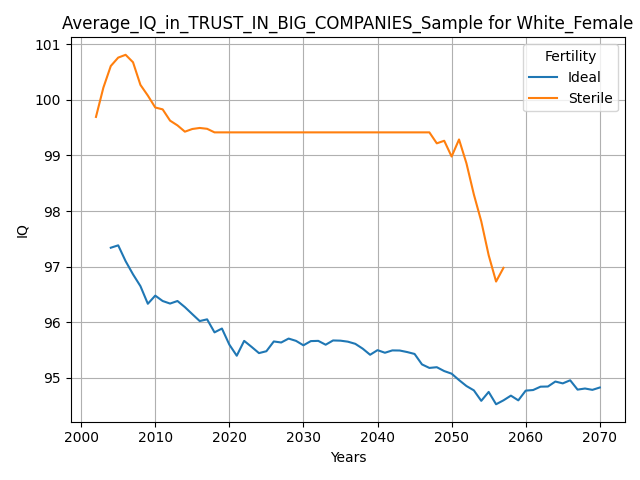 Average_IQ_in_TRUST_IN_BIG_COMPANIES_Sample for White_Female
Fertility
Ideal
Sterile
101
100
99
98
97
96
95
IQ
2000 2010 2020 2030 2040 2050 2060 2070
Years